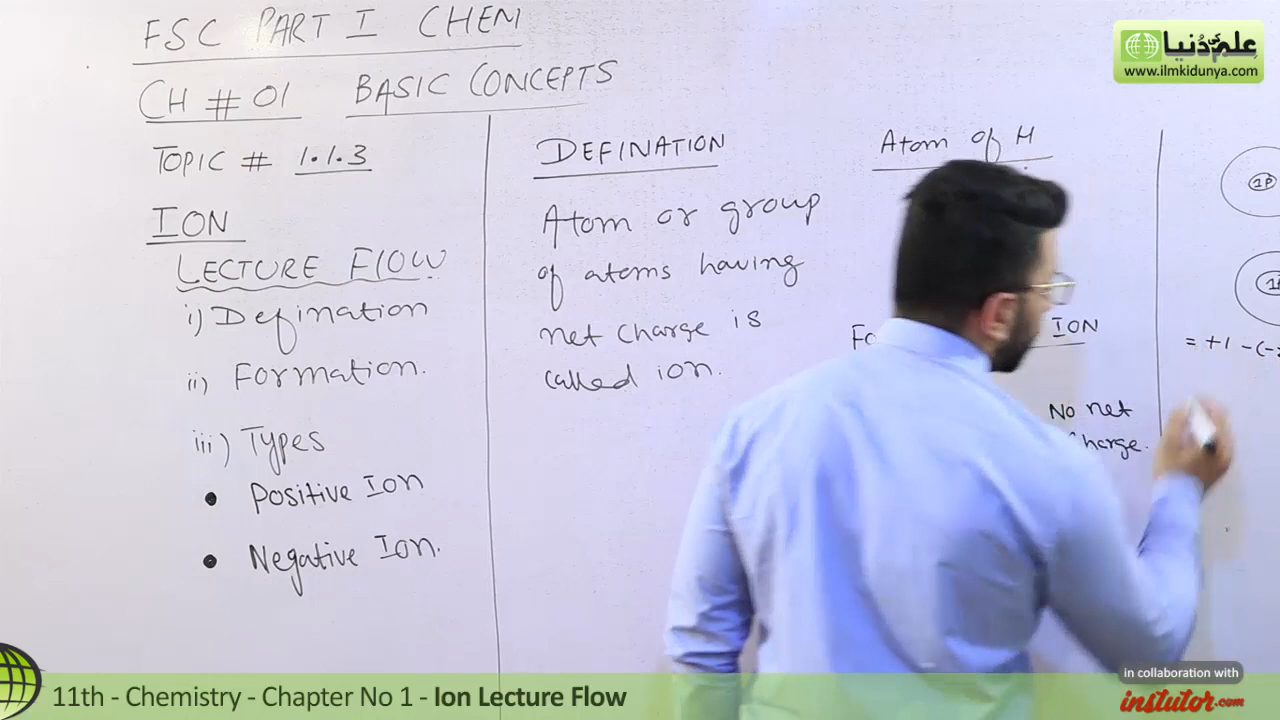 FSC PART I CHEM
CH # 01 BASIC CONCEPTS
TOPIC # 1.1.3
ION
LECTURE FLOW
i) Defination
ii) Formation.
iii) Types
• Positive Ion
• Negative Ion.
DEFINATION
Atom or group
of atoms having
net charge is
called ion.
Atom of H
ION
No net
Charge.
1P
= +1 -(-
علم کی دنیا
www.ilmkidunya.com
11th - Chemistry - Chapter No 1 - Ion Lecture Flow
in collaboration with
instutor.com